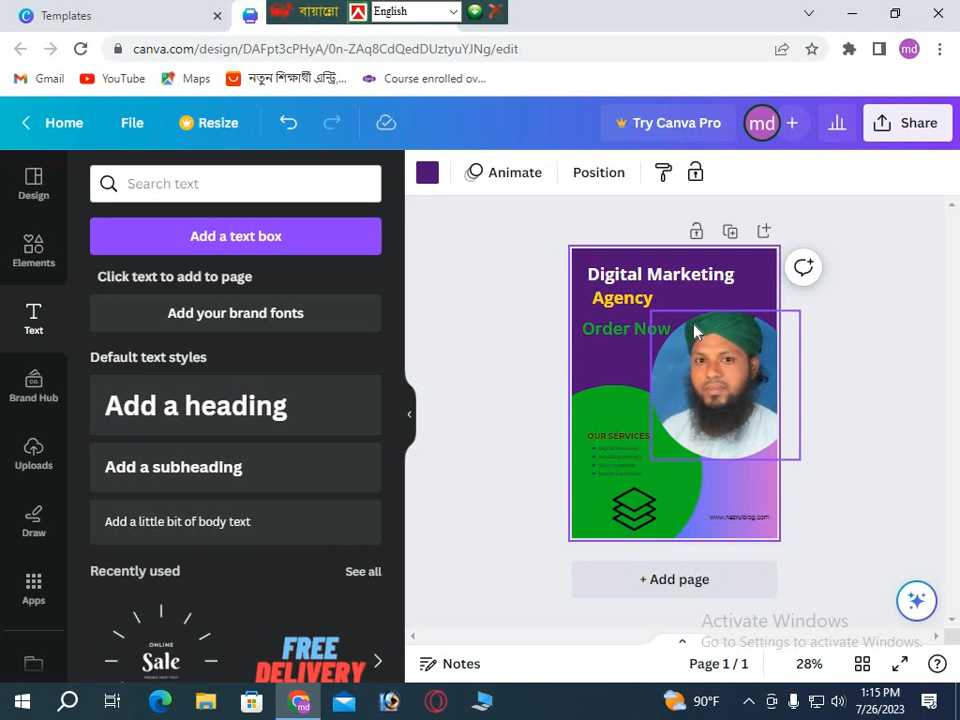 Templates
বায়ান্নো
English
canva.com/design/DAFpt3cPHyA/0n-ZAq8CdQedDUztyuYJNg/edit
md
Gmail
YouTube
Maps
নতুন শিক্ষার্থী এন্ট্রি,...
Course enrolled ov...
Home
File
Resize
Try Canva Pro
md
Share
Design
Elements
Text
Brand Hub
Uploads
Draw
Apps
Search text
Add a text box
Click text to add to page
Add your brand fonts
Default text styles
Add a heading
Add a subheading
Add a little bit of body text
Recently used
See all
ONLINE
Sale
FREE
DELIVERY
Animate
Position
Digital Marketing
Agency
Order Now
OUR SERVICES
www.nazrulblog.com
+ Add page
Activate Windows
Go to Settings to activate Windows.
Notes
Page 1 / 1
28%
90°F
1:15 PM
7/26/2023